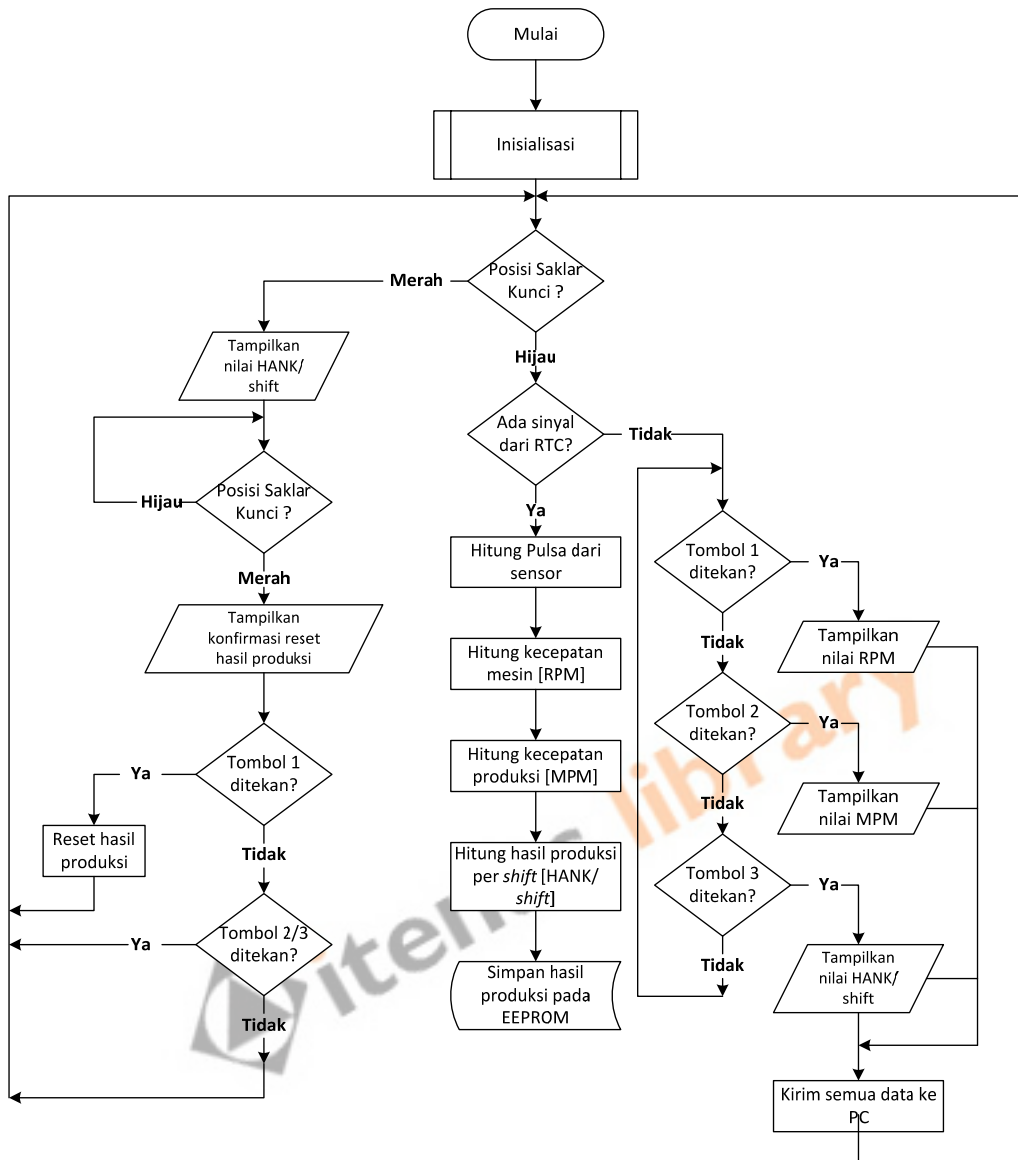 Mulai
Inisialisasi
Posisi Saklar
Kunci ?
Merah
Hijau
Tampilkan
nilai HANK/
shift
Posisi Saklar
Kunci ?
Hijau
Merah
Tampilkan
konfirmasi reset
hasil produksi
Tombol 1
ditekan?
Ya
Reset hasil
produksi
Tidak
Tombol 2/3
ditekan?
Ya
Tidak
Ada sinyal
dari RTC?
Tidak
Ya
Hitung Pulsa dari
sensor
Hitung kecepatan
mesin [RPM]
Hitung kecepatan
produksi [MPM]
Hitung hasil produksi
per shift [HANK/
shift]
Simpan hasil
produksi pada
EEPROM
Tombol 1
ditekan?
Ya
Tampilkan
nilai RPM
Tidak
Tombol 2
ditekan?
Ya
Tampilkan
nilai MPM
Tidak
Tombol 3
ditekan?
Ya
Tampilkan
nilai HANK/
shift
Tidak
Kirim semua data ke
PC
itenas library